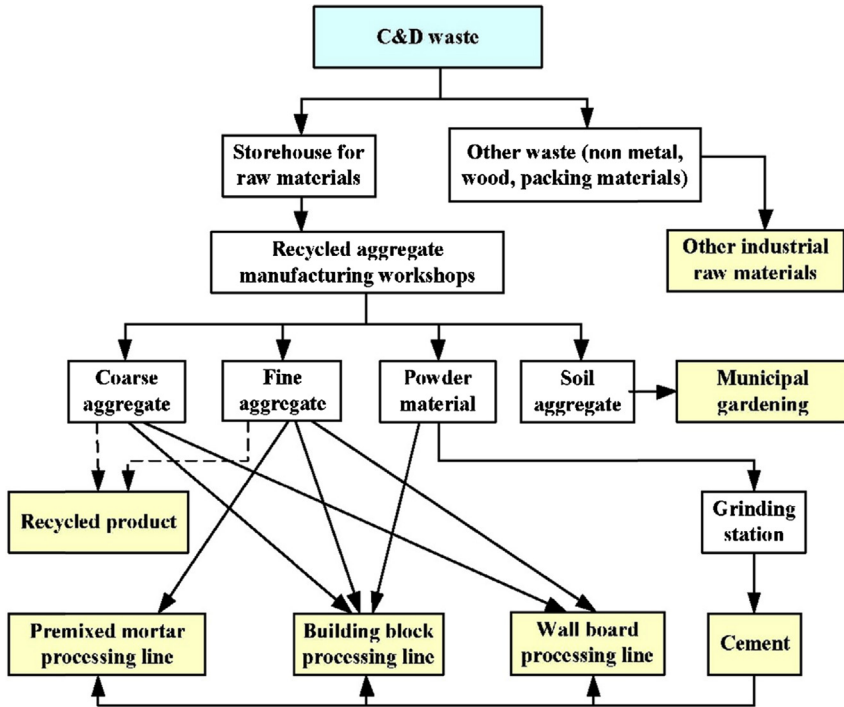 C&D waste
Storehouse for
raw materials
Other waste (non metal,
wood, packing materials)
Recycled aggregate
manufacturing workshops
Other industrial
raw materials
Coarse
aggregate
Fine
aggregate
Powder
material
Soil
aggregate
Municipal
gardening
Recycled product
Grinding
station
Premixed mortar
processing line
Building block
processing line
Wall board
processing line
Cement